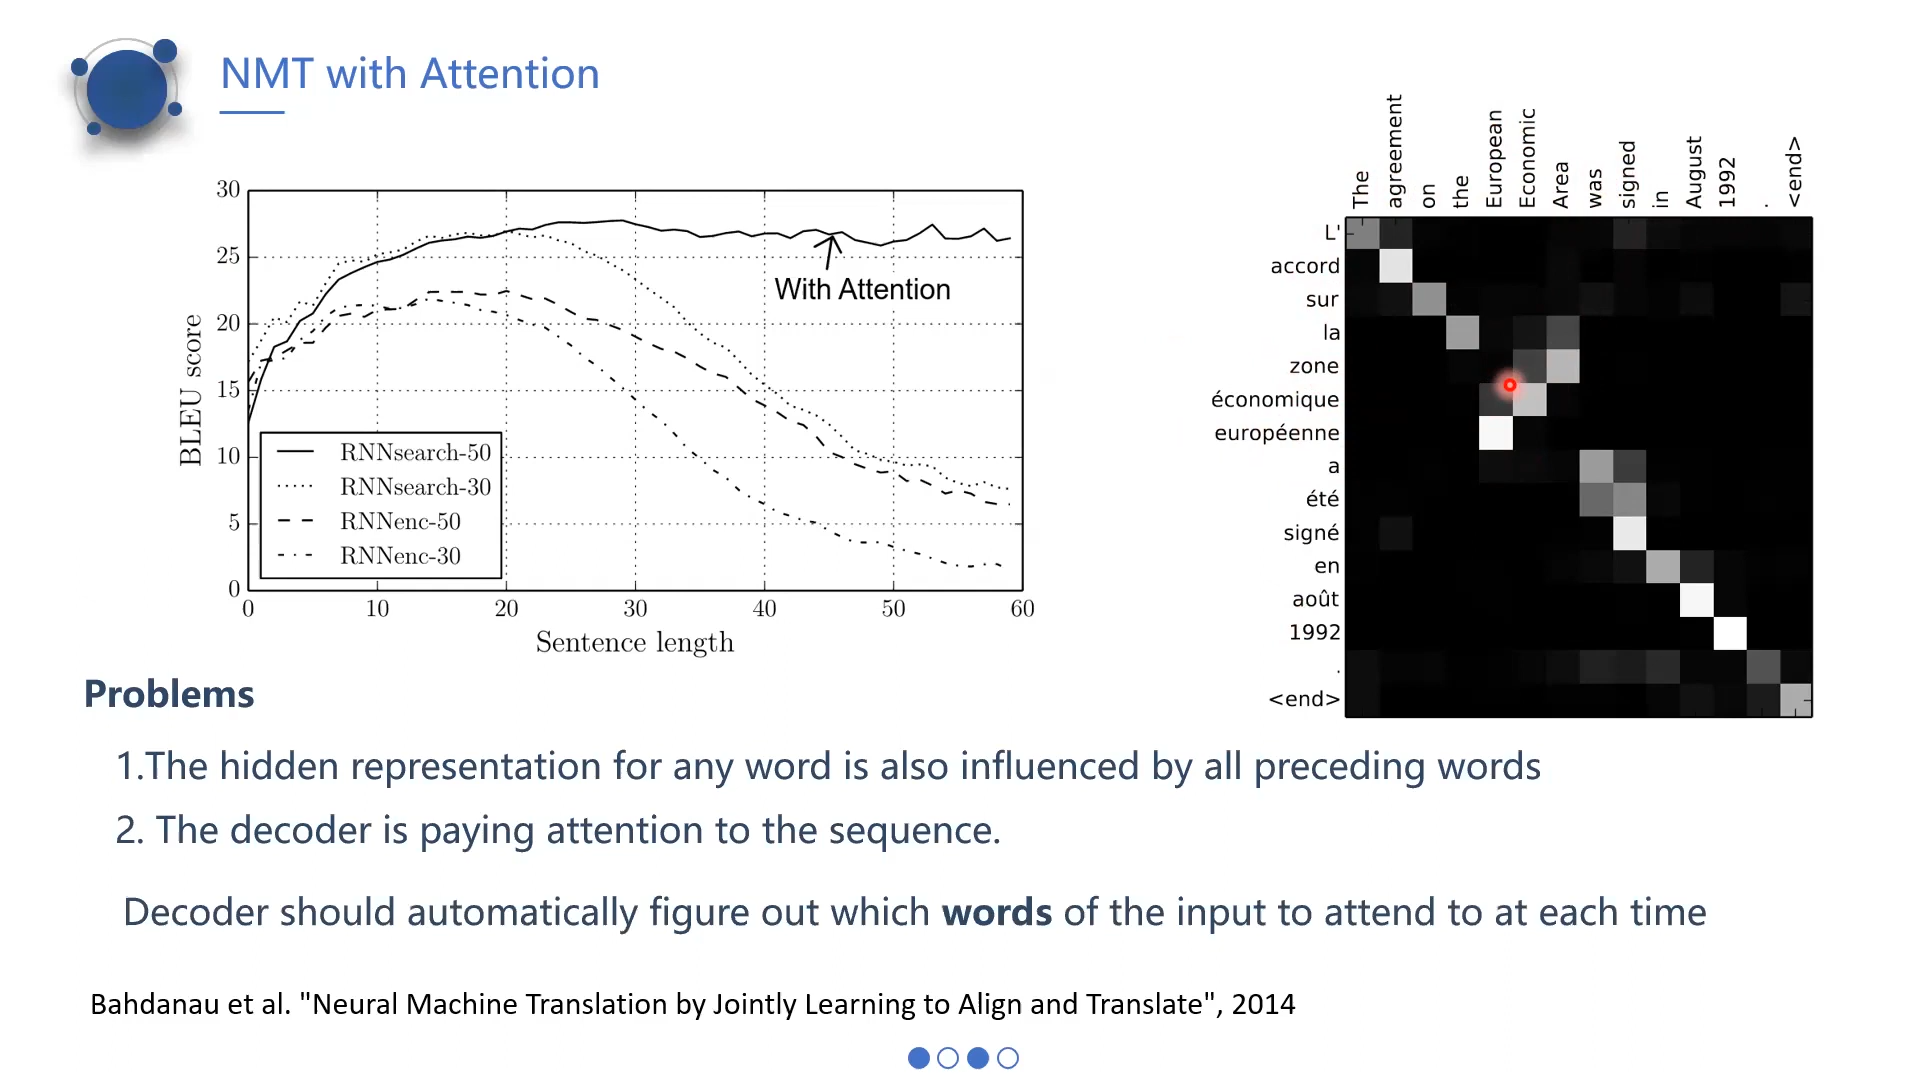 NMT with Attention
30
25
20
15
10
5
0
BLEU score
With Attention
RNNsearch-50
RNNsearch-30
RNNenc-50
RNNenc-30
0 10 20 30 40 50 60
Sentence length
The agreement on the European Economic Area was signed in August 1992 . <end>
L'
accord
sur
la
zone
économique
européenne
a
été
signé
en
août
1992
.
<end>
Problems
1.The hidden representation for any word is also influenced by all preceding words
2. The decoder is paying attention to the sequence.
Decoder should automatically figure out which words of the input to attend to at each time
Bahdanau et al. "Neural Machine Translation by Jointly Learning to Align and Translate", 2014